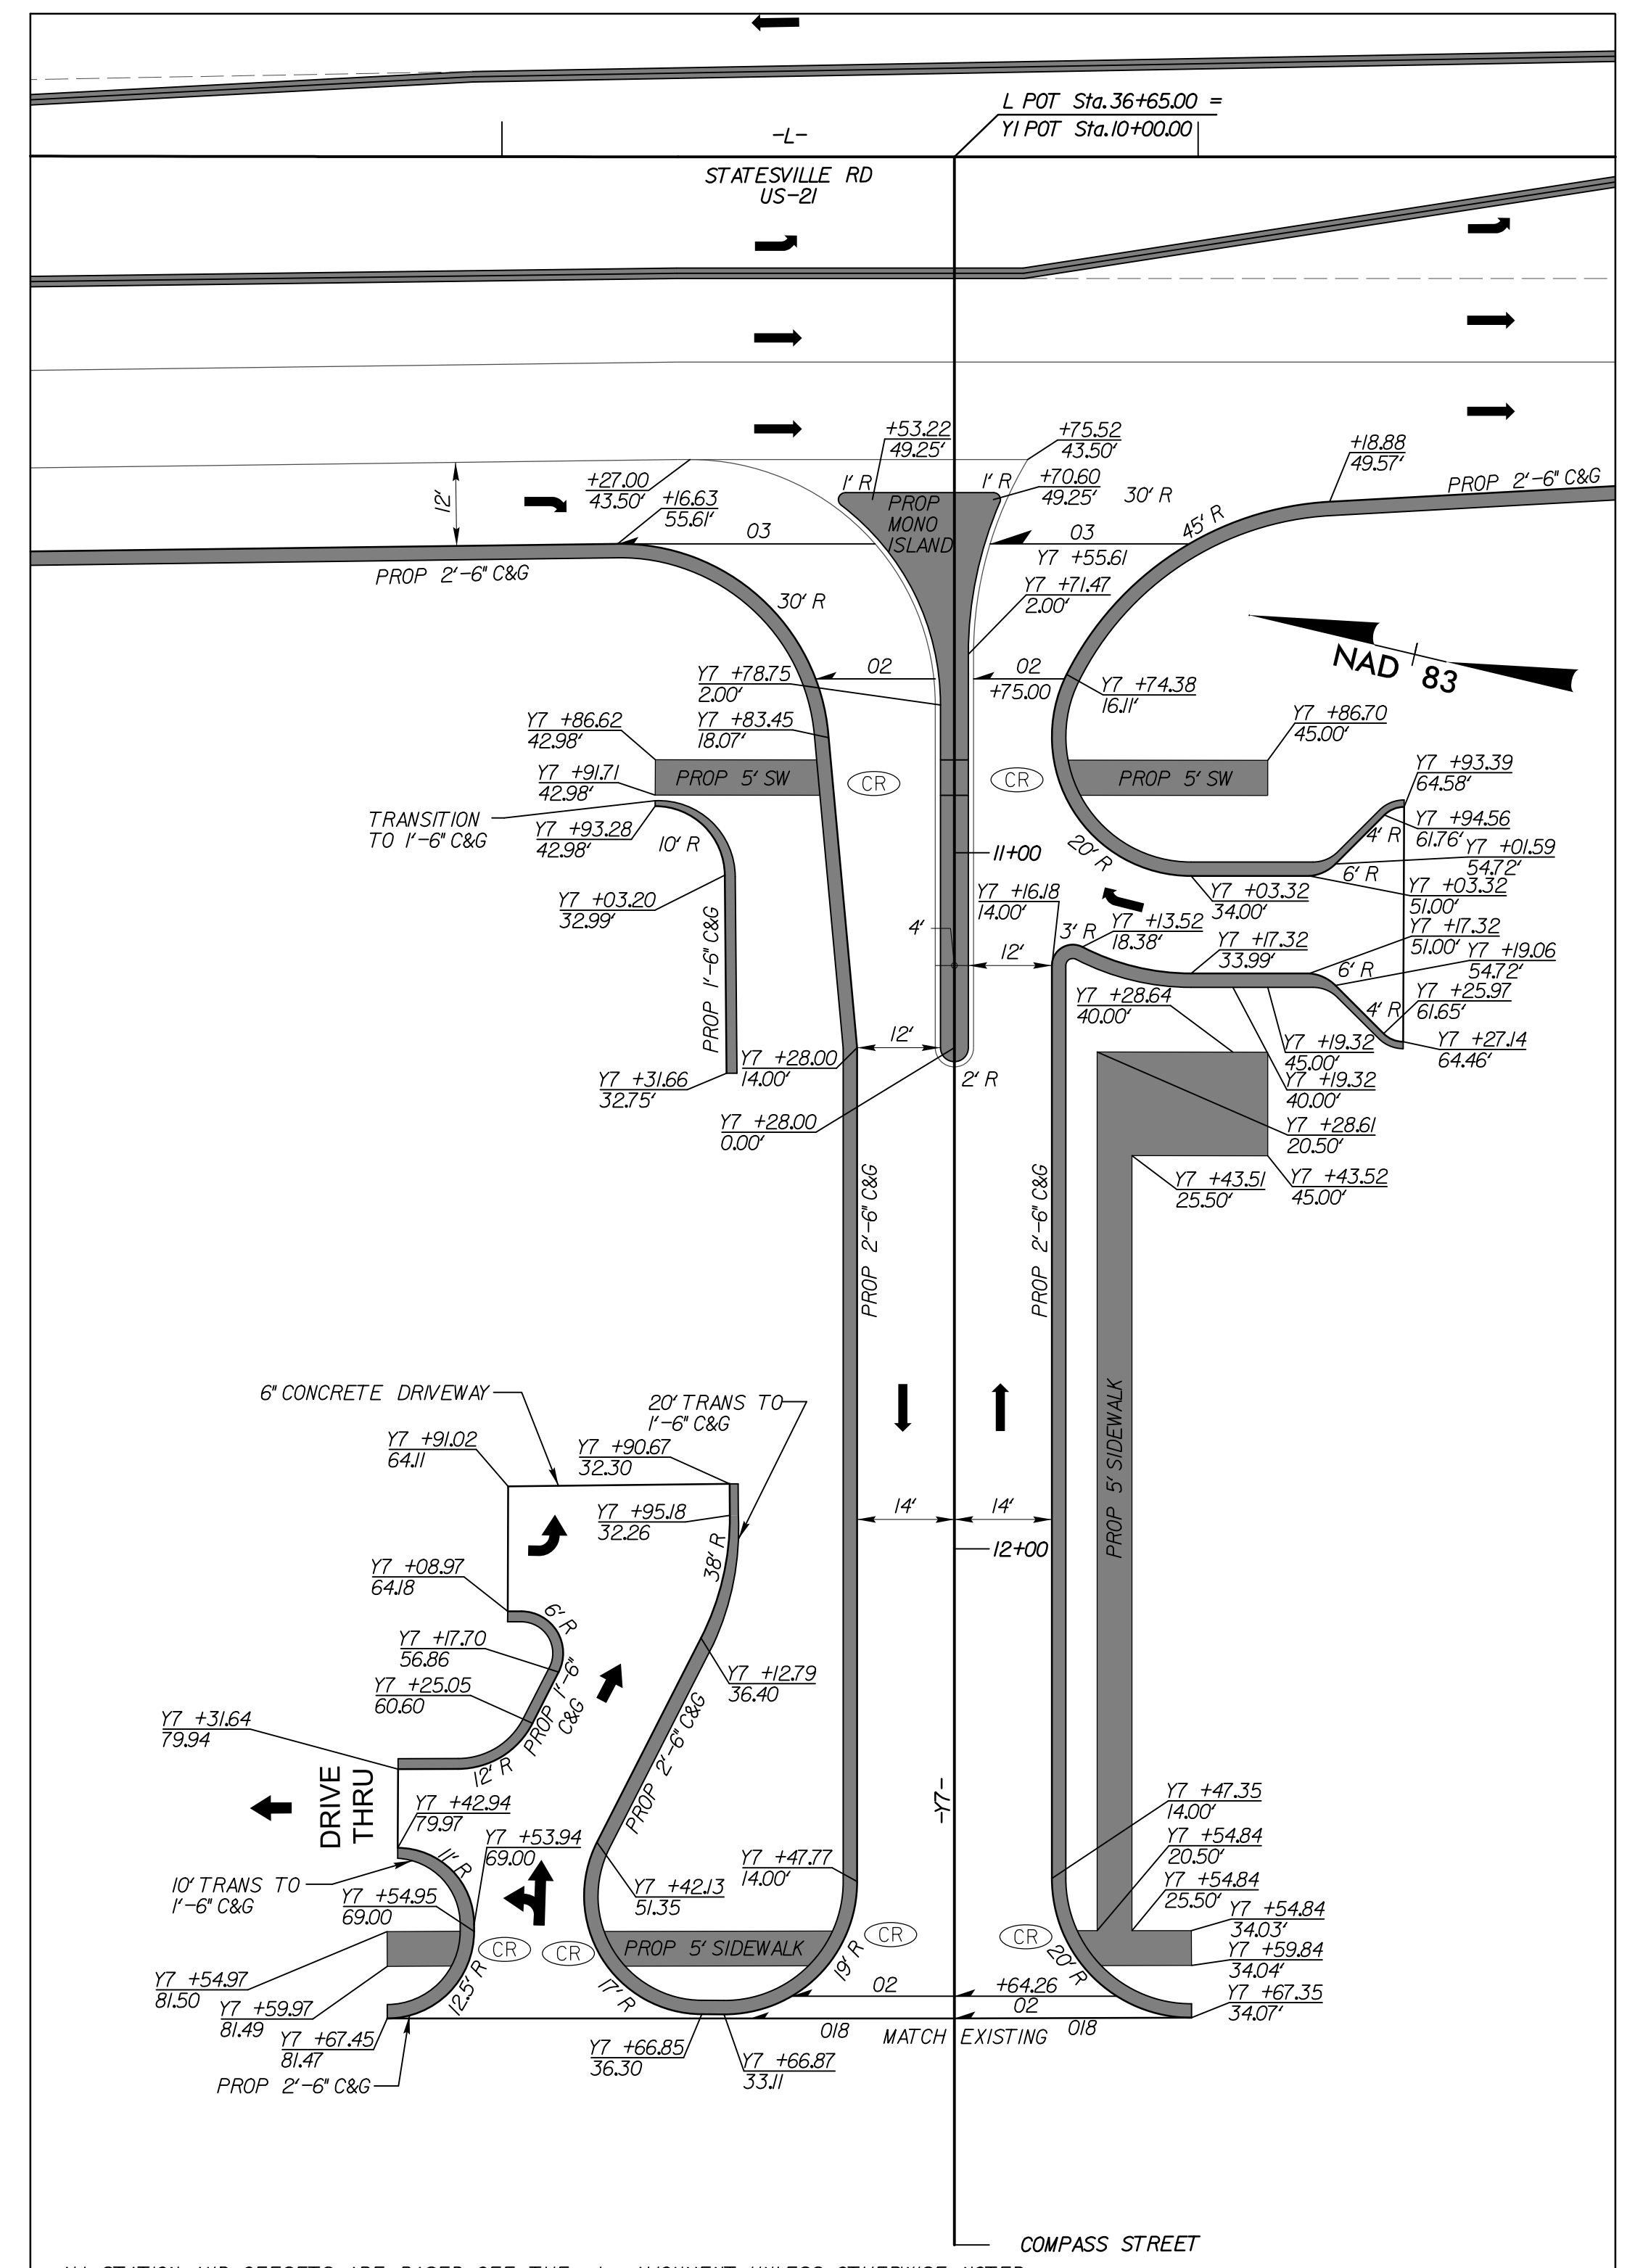 L POT Sta.36+65.00 =
Y1 POT Sta.10+00.00
-L-
STATESVILLE RD
US-21
+53.22
49.25'
+75.52
43.50'
+18.88
49.57'
PROP 2'-6" C&G
+27.00
43.50'
12'
1' R
1' R
+70.60
49.25'
30' R
+16.63
55.61'
PROP
MONO
ISLAND
03
03
45' R
Y7 +55.61
PROP 2'-6" C&G
Y7 +71.47
2.00'
30' R
NAD 83
Y7 +78.75
2.00'
02
02
+75.00
Y7 +74.38
16.11'
Y7 +86.62
42.98'
Y7 +83.45
18.07'
Y7 +86.70
45.00'
Y7 +91.71
42.98'
PROP 5' SW
CR
CR
PROP 5' SW
Y7 +93.39
64.58'
TRANSITION
TO 1'-6" C&G
Y7 +93.28
42.98'
10' R
Y7 +94.56
61.76'
4' R
11+00
20' R
Y7 +01.59
54.72'
6' R
Y7 +03.20
32.99'
Y7 +16.18
14.00'
Y7 +03.32
34.00'
Y7 +03.32
51.00'
4'
3' R
Y7 +13.52
18.38'
Y7 +17.32
51.00'
Y7 +17.32
33.99'
Y7 +19.06
54.72'
PROP 1'-6" C&G
12'
6' R
Y7 +28.64
40.00'
4' R
Y7 +25.97
61.65'
12'
Y7 +19.32
45.00'
Y7 +27.14
64.46'
Y7 +28.00
14.00'
Y7 +31.66
32.75'
2' R
Y7 +19.32
40.00'
Y7 +28.00
0.00'
Y7 +28.61
20.50'
Y7 +43.51
25.50'
Y7 +43.52
45.00'
PROP 2'-6" C&G
PROP 2'-6" C&G
6" CONCRETE DRIVEWAY
20' TRANS TO
1'-6" C&G
Y7 +91.02
64.11
Y7 +90.67
32.30
PROP 5' SIDEWALK
Y7 +95.18
32.26
14'
14'
38' R
12+00
Y7 +08.97
64.18
6' R
Y7 +17.70
56.86
Y7 +12.79
36.40
Y7 +25.05
60.60
PROP 1'-6"
C&G
Y7 +31.64
79.94
PROP 2'-6" C&G
12' R
DRIVE
THRU
-Y7-
Y7 +42.94
79.97
Y7 +47.35
14.00'
11' R
Y7 +53.94
69.00
Y7 +54.84
20.50'
Y7 +47.77
14.00'
10' TRANS TO
1'-6" C&G
Y7 +54.95
69.00
Y7 +42.13
51.35
Y7 +54.84
25.50'
Y7 +54.84
34.03'
CR
CR
PROP 5' SIDEWALK
CR
CR
Y7 +59.84
34.04'
Y7 +54.97
81.50
12.5' R
17' R
19' R
20' R
02
+64.26
02
Y7 +67.35
34.07'
Y7 +59.97
81.49
018
MATCH EXISTING
018
Y7 +67.45
81.47
Y7 +66.85
36.30
Y7 +66.87
33.11
PROP 2'-6" C&G
COMPASS STREET